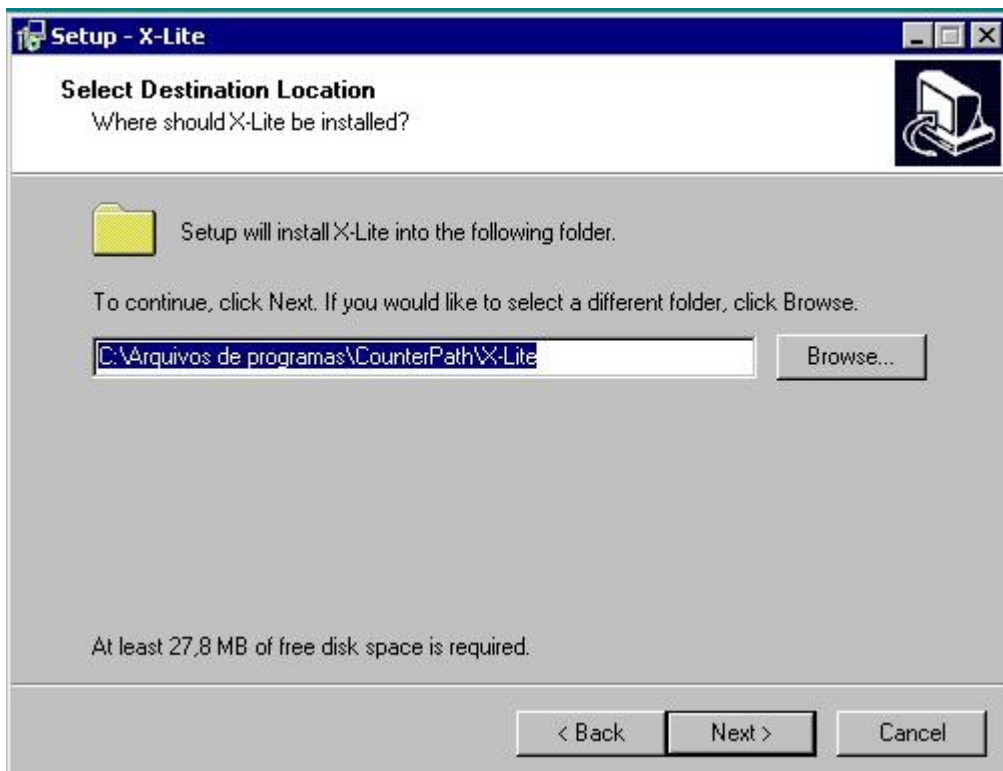 Setup - X-Lite
Select Destination Location
Where should X-Lite be installed?
Setup will install X-Lite into the following folder.
To continue, click Next. If you would like to select a different folder, click Browse.
C:\Arquivos de programas\CounterPath\X-Lite
Browse...
At least 27,8 MB of free disk space is required.
< Back
Next >
Cancel